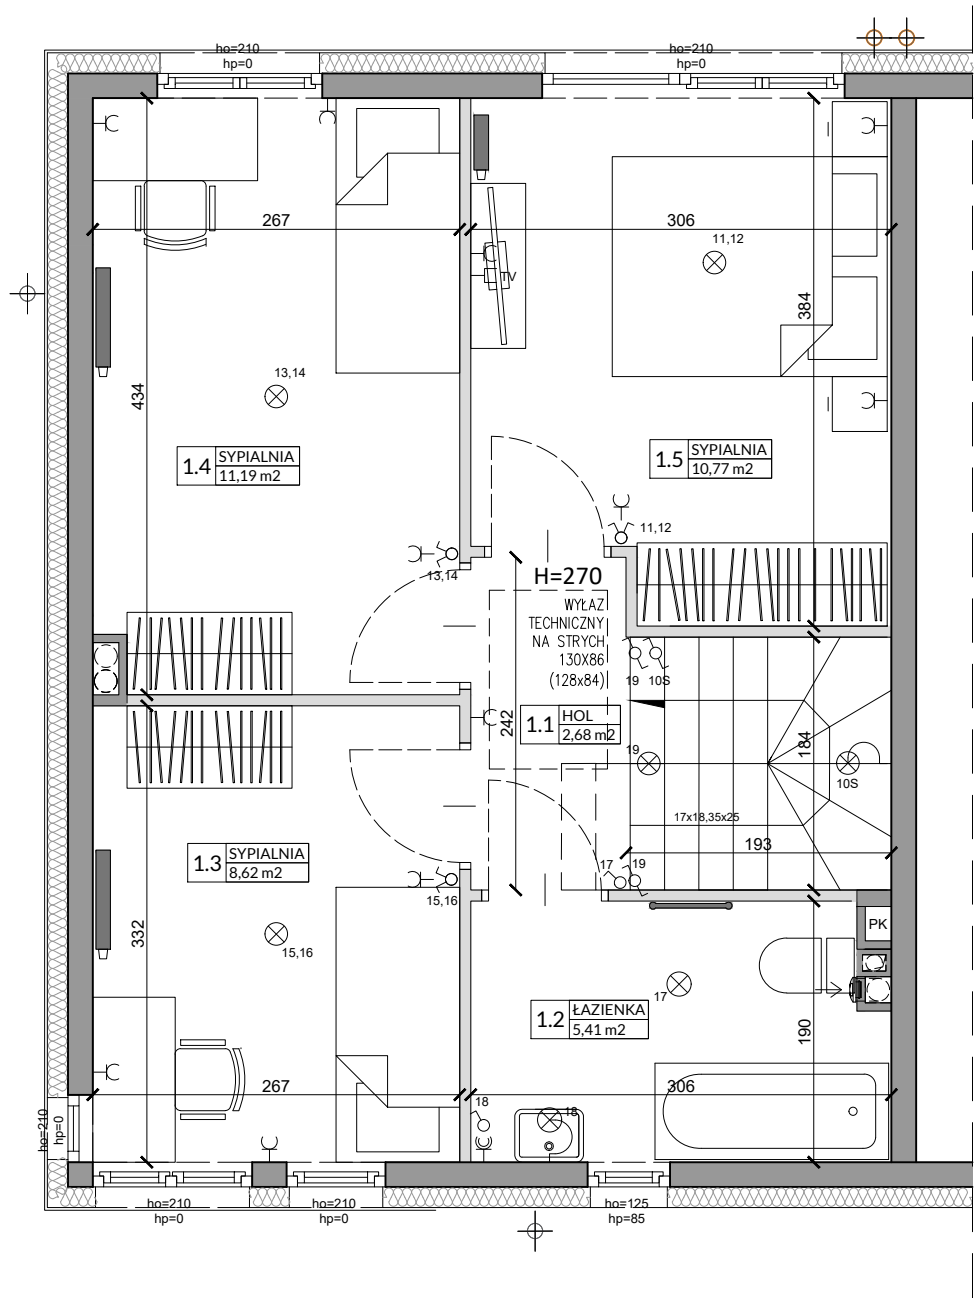 ho=210
hp=0
ho=210
hp=0
267
306
11,12
TV
384
13,14
434
1.4
SYPIALNIA
11,19 m2
1.5
SYPIALNIA
10,77 m2
11,12
13,14
H=270
WYŁAZ
TECHNICZNY
NA STRYCH
130X86
(128x84)
19
10S
242
1.1
HOL
2,68 m2
19
184
10S
17x18,35x25
193
1.3
SYPIALNIA
8,62 m2
17
19
15,16
332
15,16
PK
17
1.2
ŁAZIENKA
5,41 m2
190
267
306
18
18
ho=210
hp=0
ho=210
hp=0
ho=210
hp=0
ho=125
hp=85